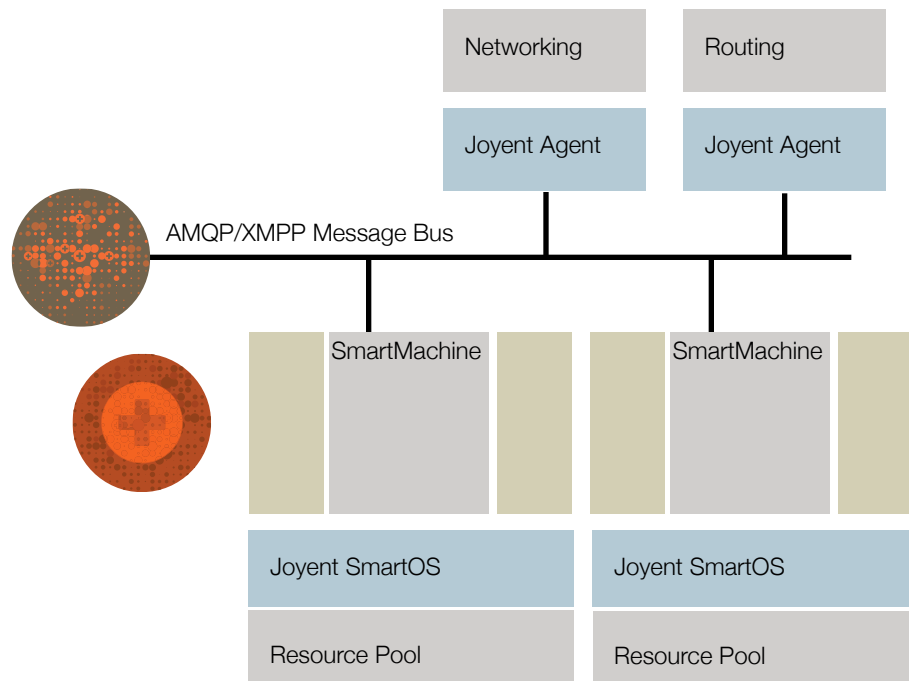 Networking
Routing
Joyent Agent
Joyent Agent
AMQP/XMPP Message Bus
SmartMachine
SmartMachine
Joyent SmartOS
Joyent SmartOS
Resource Pool
Resource Pool